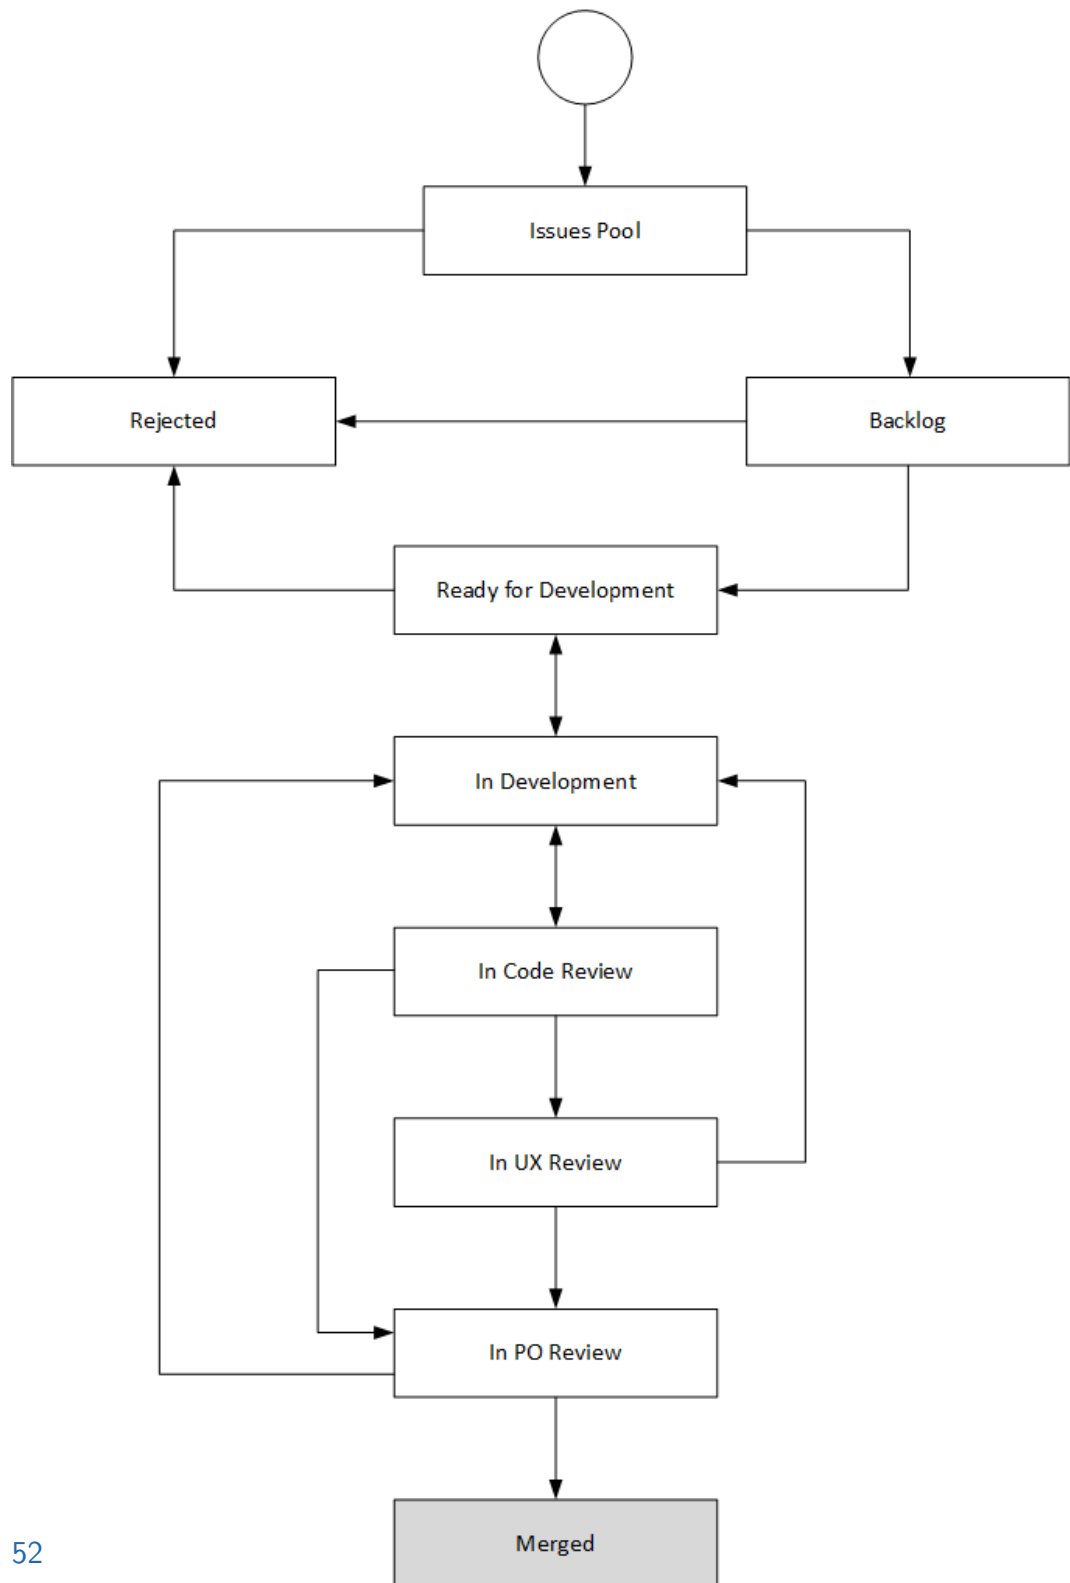 Issues Pool
Rejected
Backlog
Ready for Development
In Development
In Code Review
In UX Review
In PO Review
Merged
52